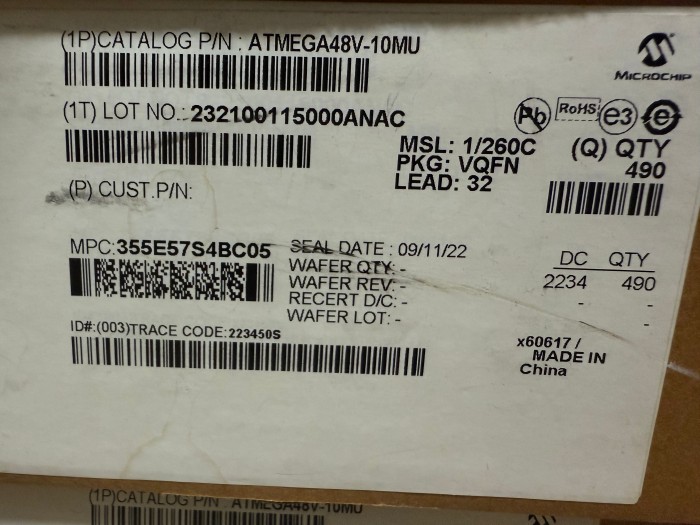 (1P)CATALOG P/N : ATMEGA48V-10MU
MICROCHIP
(1T) LOT NO.: 232100115000ANAC
Pb RoHS e3 e
MSL: 1/260C (Q) QTY
PKG: VQFN 490
LEAD: 32
(P) CUST.P/N:
MPC:355E57S4BC05 SEAL DATE : 09/11/22
WAFER QTY: - DC QTY
WAFER REV: - 2234 490
RECERT D/C: - - -
WAFER LOT: - -
ID#:(003)TRACE CODE:223450S
x60617 /
MADE IN
China
(1P)CATALOG P/N : ATMEGA48V-10MU